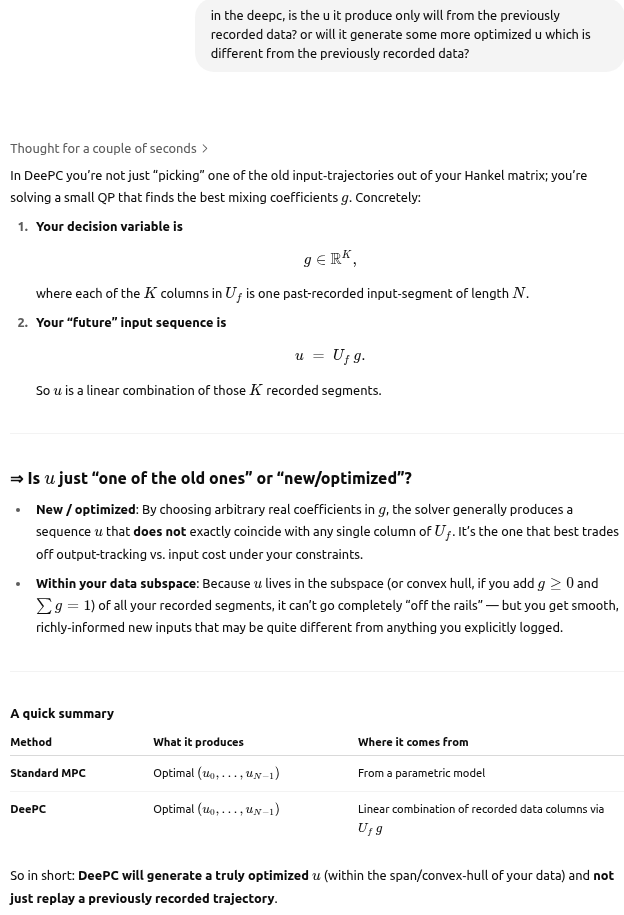 in the deepc, is the u it produce only will from the previously
recorded data? or will it generate some more optimized u which is
different from the previously recorded data?
Thought for a couple of seconds >
In DeePC you're not just “picking” one of the old input-trajectories out of your Hankel matrix; you're
solving a small QP that finds the best mixing coefficients g. Concretely:
1. Your decision variable is
g ∈ ℝ^K,
where each of the K columns in U_f is one past-recorded input-segment of length N.
2. Your “future” input sequence is
u = U_f g.
So u is a linear combination of those K recorded segments.
⇒ Is u just “one of the old ones” or “new/optimized”?
• New / optimized: By choosing arbitrary real coefficients in g, the solver generally produces a
sequence u that does not exactly coincide with any single column of U_f. It's the one that best trades
off output-tracking vs. input cost under your constraints.
• Within your data subspace: Because u lives in the subspace (or convex hull, if you add g ≥ 0 and
∑ g = 1) of all your recorded segments, it can't go completely “off the rails” — but you get smooth,
richly-informed new inputs that may be quite different from anything you explicitly logged.
A quick summary
Method What it produces Where it comes from
Standard MPC Optimal (u_0, ..., u_{N−1}) From a parametric model
DeePC Optimal (u_0, ..., u_{N−1}) Linear combination of recorded data columns via
U_f g
So in short: DeePC will generate a truly optimized u (within the span/convex-hull of your data) and not
just replay a previously recorded trajectory.